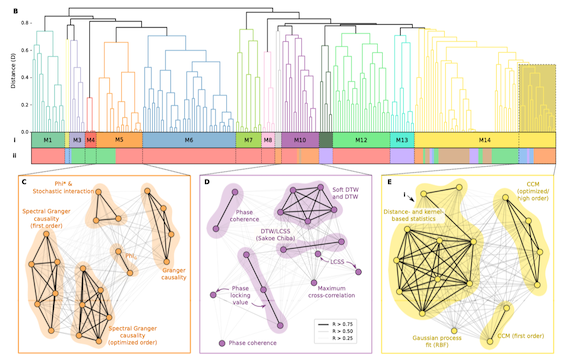 B
Distance (D)
0.8
0.6
0.4
0.2
0.0
i
M1
M3
M4
M5
M6
M7
M8
M10
M12
M13
M14
ii
C
Phi* &
Stochastic interaction
Spectral Granger
causality
(first order)
Phi
Granger
causality
Spectral Granger
causality
(optimized order)
D
Soft DTW
and DTW
Phase
coherence
DTW/LCSS
(Sakoe Chiba)
LCSS
Phase
locking
value
Maximum
cross-correlation
Phase coherence
R > 0.75
R > 0.50
R > 0.25
E
i
CCM
(optimized/
high order)
Distance- and kernel-
based statistics
Gaussian process
fit (RBF)
CCM (first order)